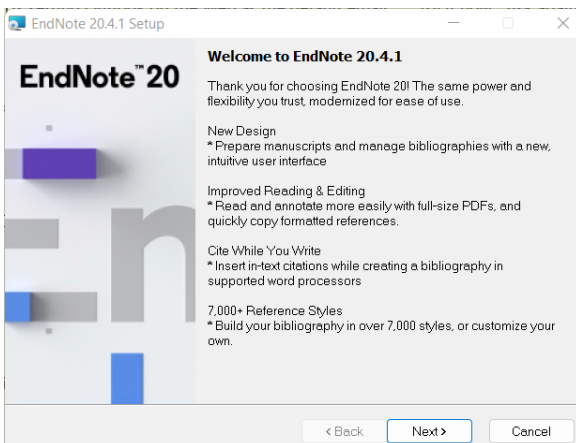 EndNote 20.4.1 Setup
EndNote™20
Welcome to EndNote 20.4.1
Thank you for choosing EndNote 20! The same power and
flexibility you trust, modernized for ease of use.
New Design
* Prepare manuscripts and manage bibliographies with a new,
intuitive user interface
Improved Reading & Editing
* Read and annotate more easily with full-size PDFs, and
quickly copy formatted references.
Cite While You Write
* Insert in-text citations while creating a bibliography in
supported word processors
7,000+ Reference Styles
* Build your bibliography in over 7,000 styles, or customize your
own.
< Back Next > Cancel